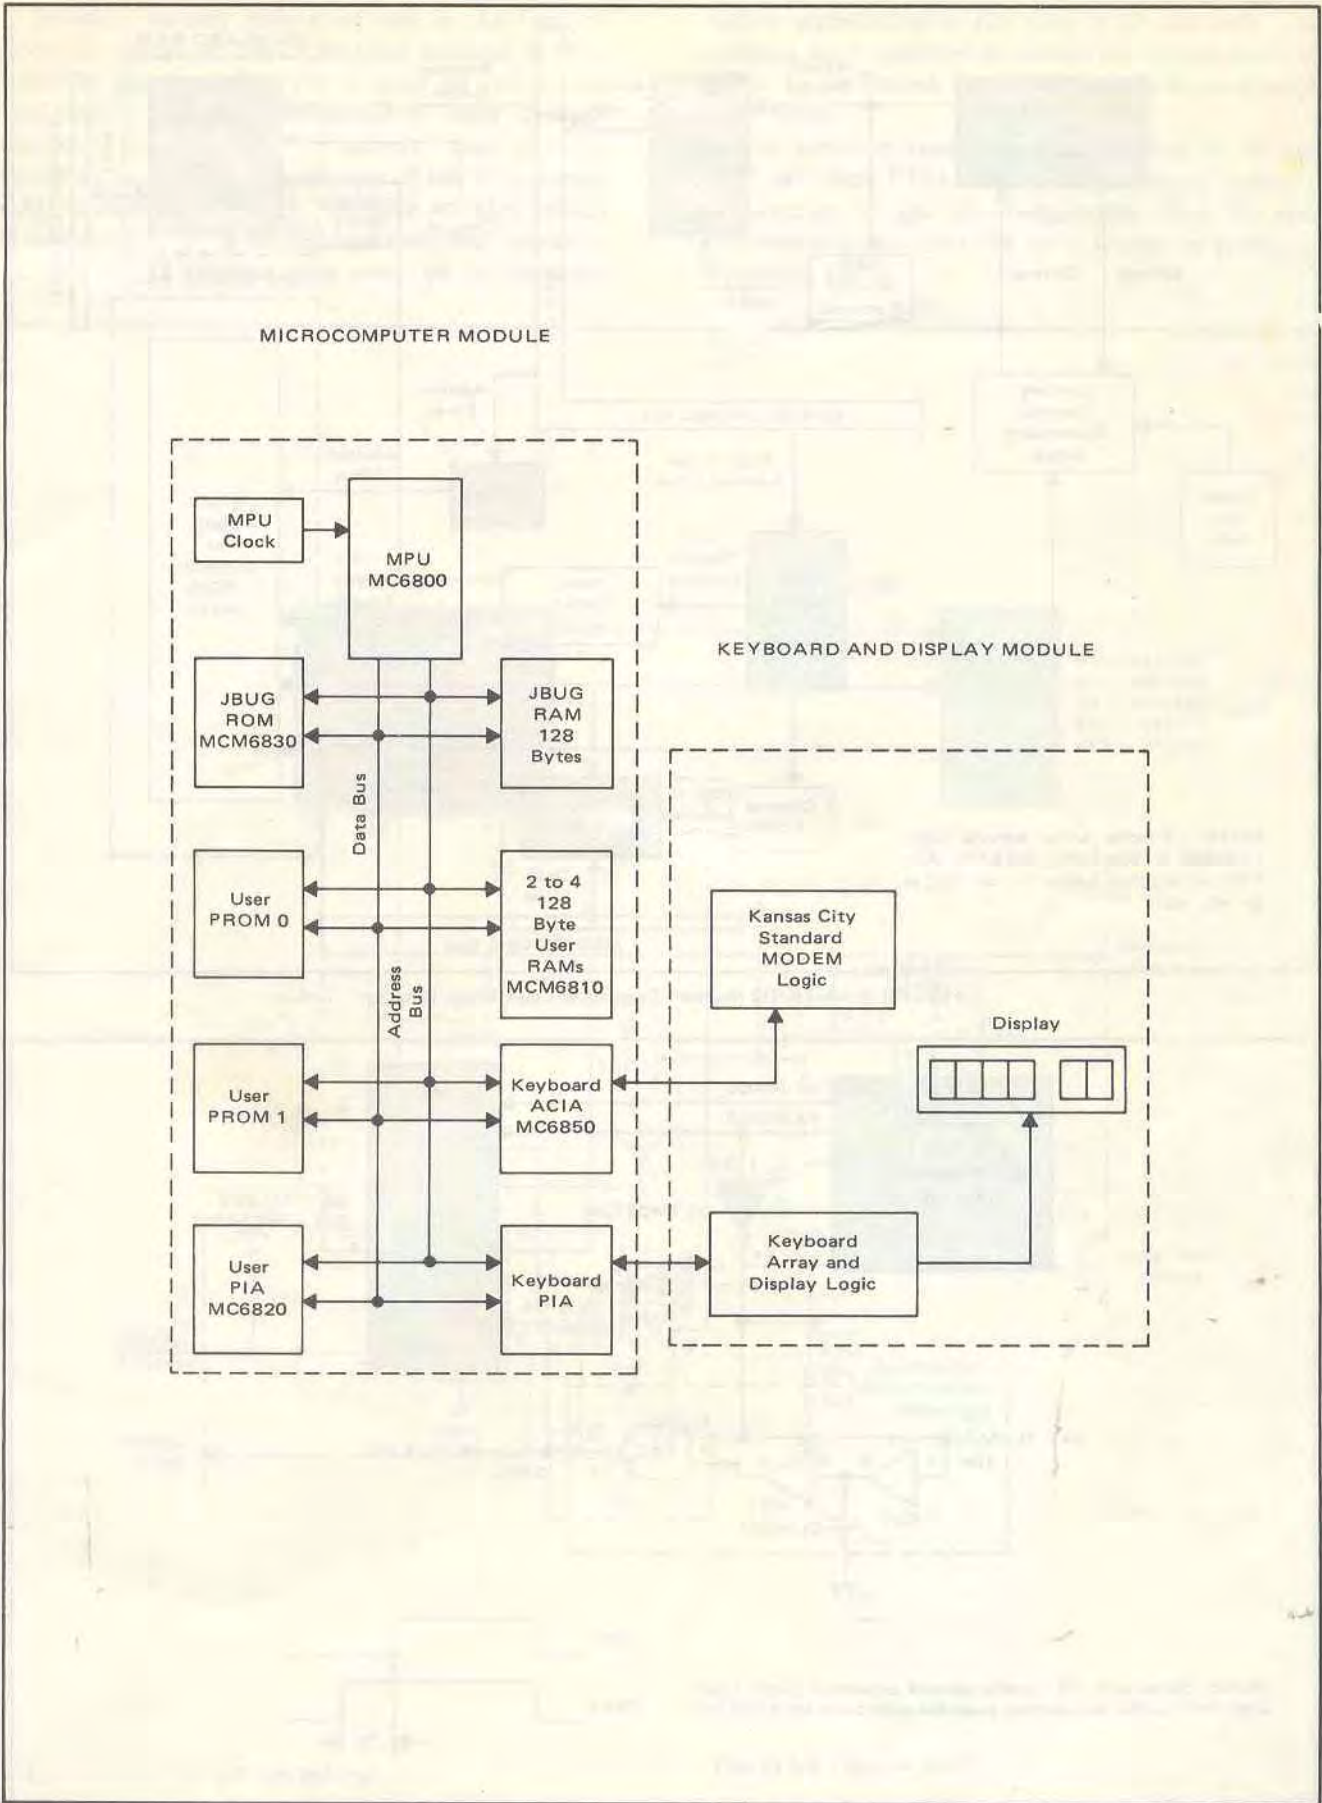 MICROCOMPUTER MODULE
MPU
Clock
MPU
MC6800
JBUG
ROM
MCM6830
JBUG
RAM
128
Bytes
Data Bus
User
PROM 0
2 to 4
128
Byte
User
RAMs
MCM6810
Address
Bus
User
PROM 1
Keyboard
ACIA
MC6850
User
PIA
MC6820
Keyboard
PIA
KEYBOARD AND DISPLAY MODULE
Kansas City
Standard
MODEM
Logic
Display
Keyboard
Array and
Display Logic